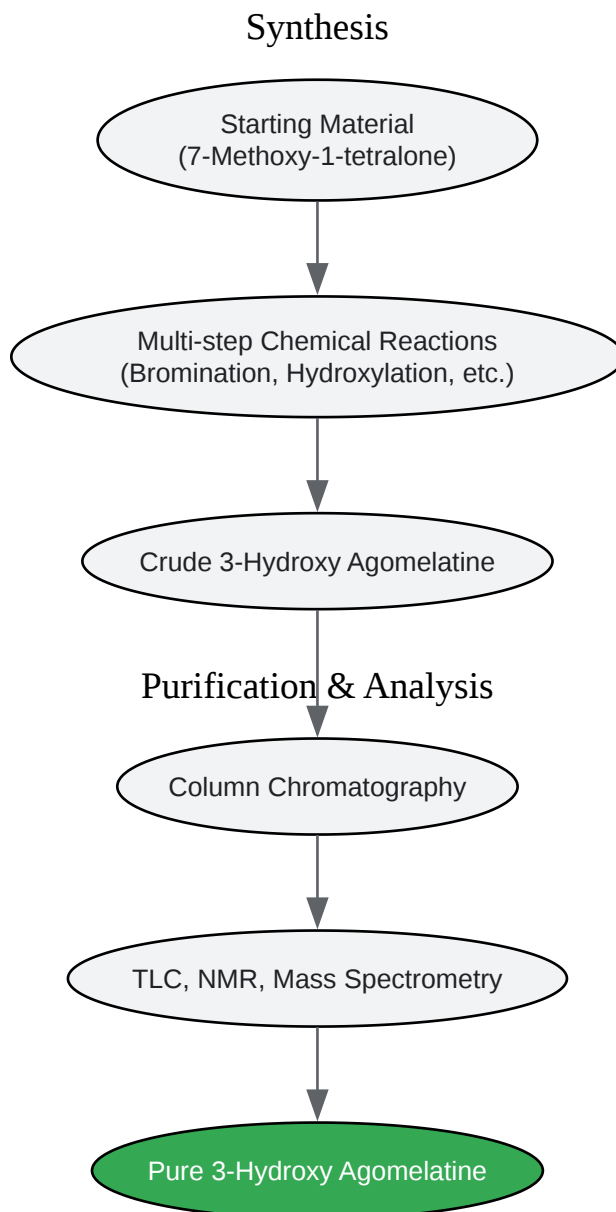 Synthesis
Starting Material
(7-Methoxy-1-tetralone)
Multi-step Chemical Reactions
(Bromination, Hydroxylation, etc.)
Crude 3-Hydroxy Agomelatine
Purification & Analysis
Column Chromatography
TLC, NMR, Mass Spectrometry
Pure 3-Hydroxy Agomelatine